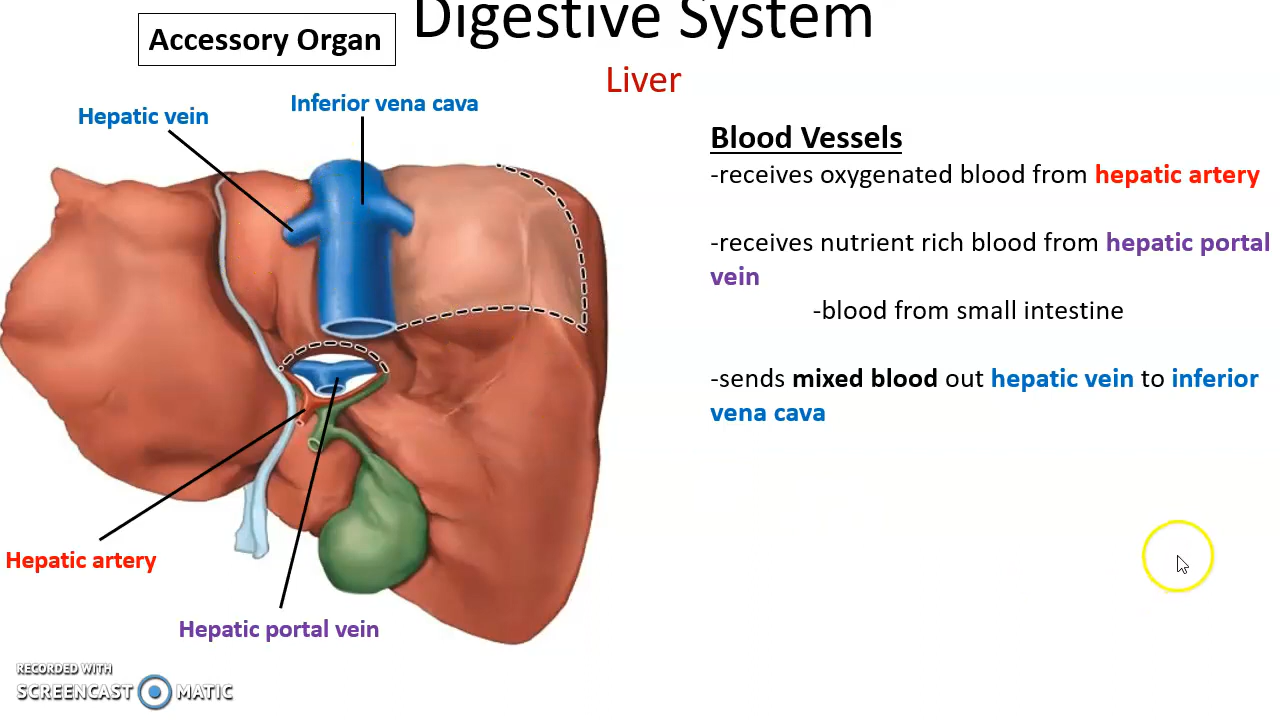 Digestive System
Accessory Organ
Liver
Hepatic vein
Inferior vena cava
Hepatic artery
Hepatic portal vein
Blood Vessels
-receives oxygenated blood from hepatic artery
-receives nutrient rich blood from hepatic portal
vein
-blood from small intestine
-sends mixed blood out hepatic vein to inferior
vena cava
RECORDED WITH
SCREENCAST MATIC